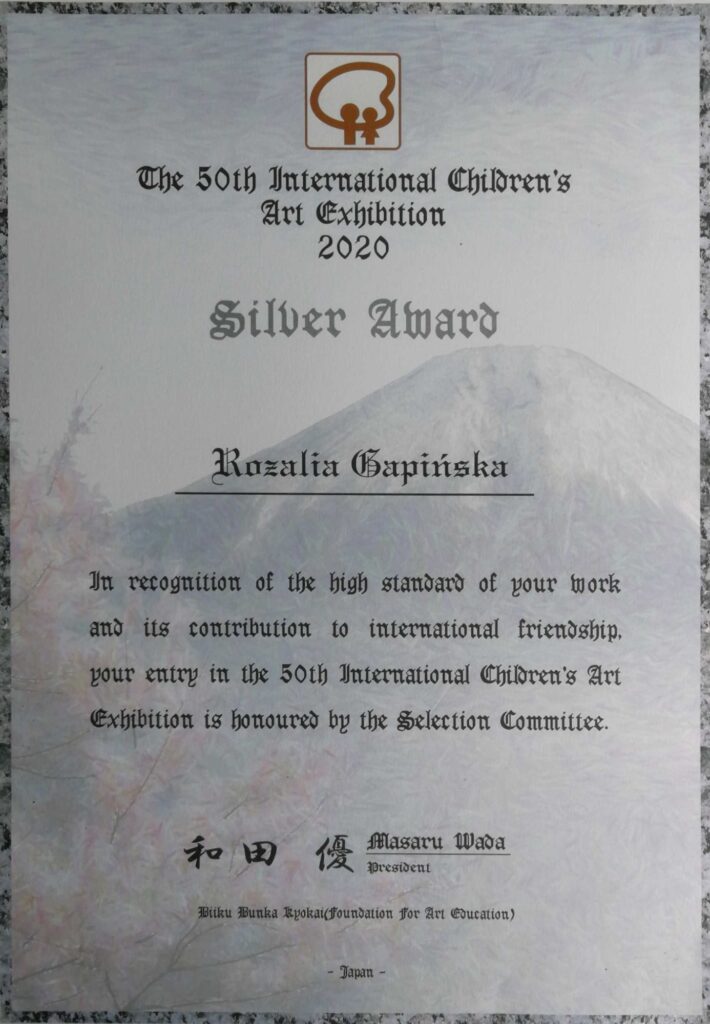 The 50th International Children's
Art Exhibition
2020
Silver Award
Rozalia Gapińska
In recognition of the high standard of your work
and its contribution to international friendship,
your entry in the 50th International Children's Art
Exhibition is honoured by the Selection Committee.
和田 優 Masaru Wada
President
Biiku Bunka Kyokai(Foundation For Art Education)
- Japan -